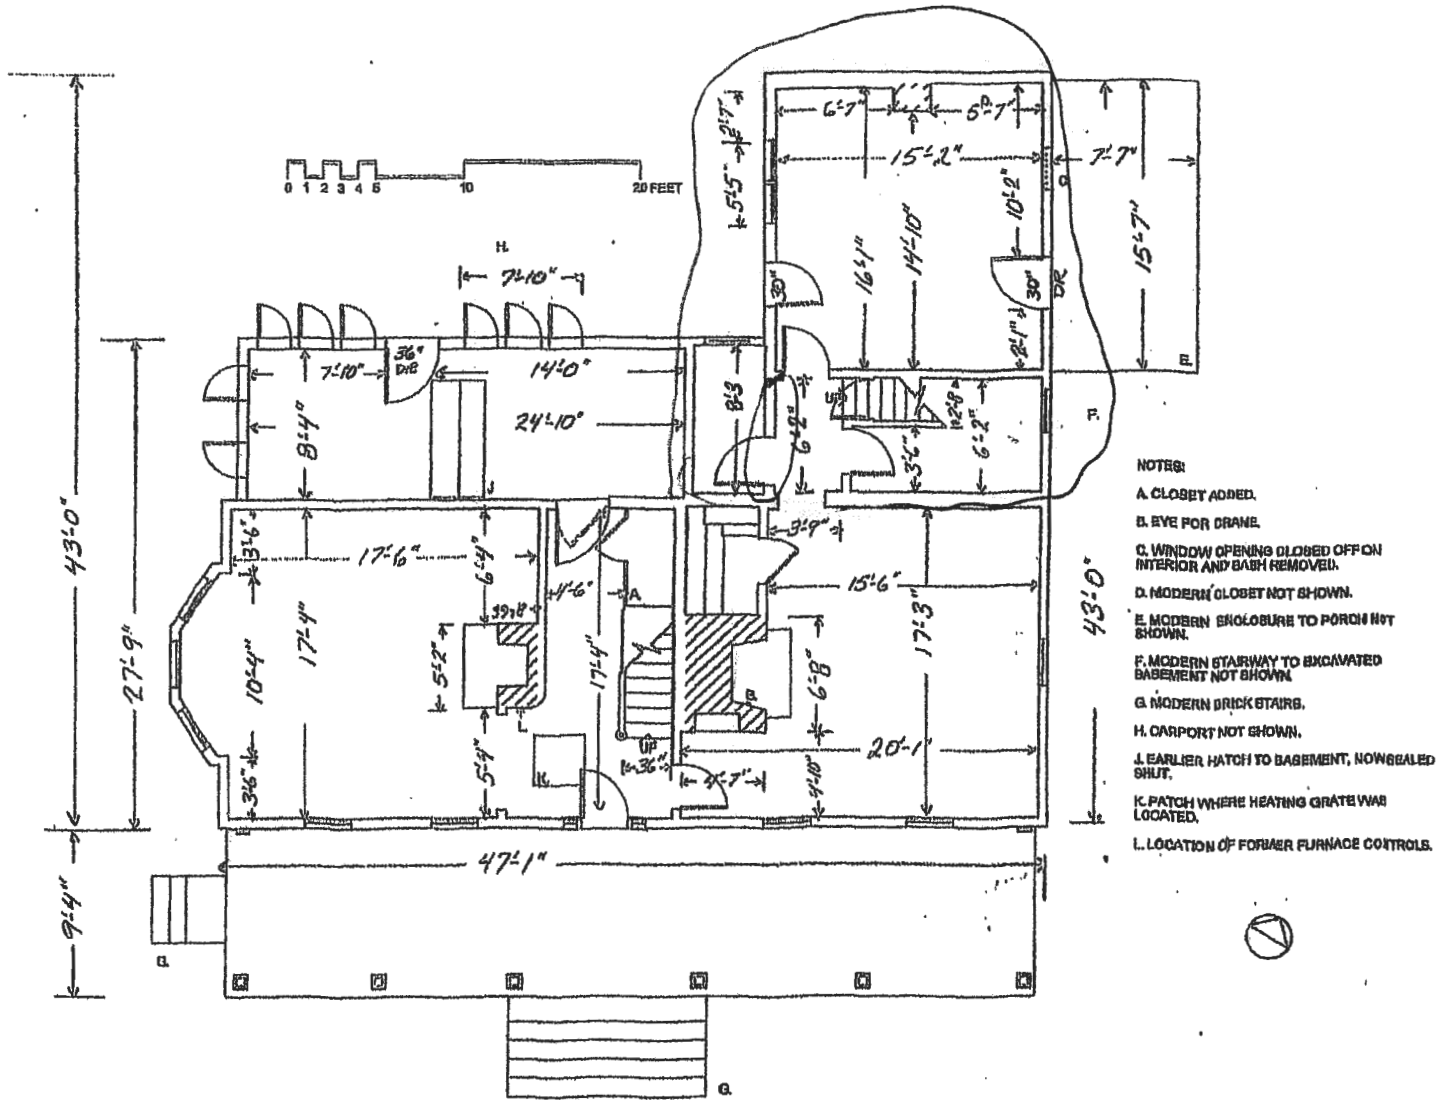 6'-7"
5'-7"
D.
2'-7"
15'-2"
7'-7"
0 1 2 3 4 5 10 20 FEET
5'-5"
C.
10'-2"
14'-10"
16'-1"
15'-7"
H.
7'-10"
30"
30"
DR
2'-1"
E.
36"
DR
7'-10"
14'-0"
8'-3
UP
2'-8"
F.
24'-10"
8'-4"
6'-2"
3'-6"
6'-2"
J
43'-0"
3'-9"
3'-6"
17'-6"
6'-4"
4'-6"
A
15'-6"
43'-0"
27'-9"
5'-2"
10'-4"
17'-4"
17'-4"
6'-8"
17'-3"
B
L
UP
36"
K
5'-4"
20'-1"
3'-6"
4'-7"
4'-10"
47'-1"
9'-4"
G.
G.
NOTES:
A. CLOSET ADDED.
B. EYE FOR CRANE.
C. WINDOW OPENING CLOSED OFF ON
INTERIOR AND SASH REMOVED.
D. MODERN CLOSET NOT SHOWN.
E. MODERN ENCLOSURE TO PORCH NOT
SHOWN.
F. MODERN STAIRWAY TO EXCAVATED
BASEMENT NOT SHOWN.
G. MODERN BRICK STAIRS.
H. CARPORT NOT SHOWN.
J. EARLIER HATCH TO BASEMENT, NOW SEALED
SHUT.
K. PATCH WHERE HEATING GRATE WAS
LOCATED.
L. LOCATION OF FORMER FURNACE CONTROLS.